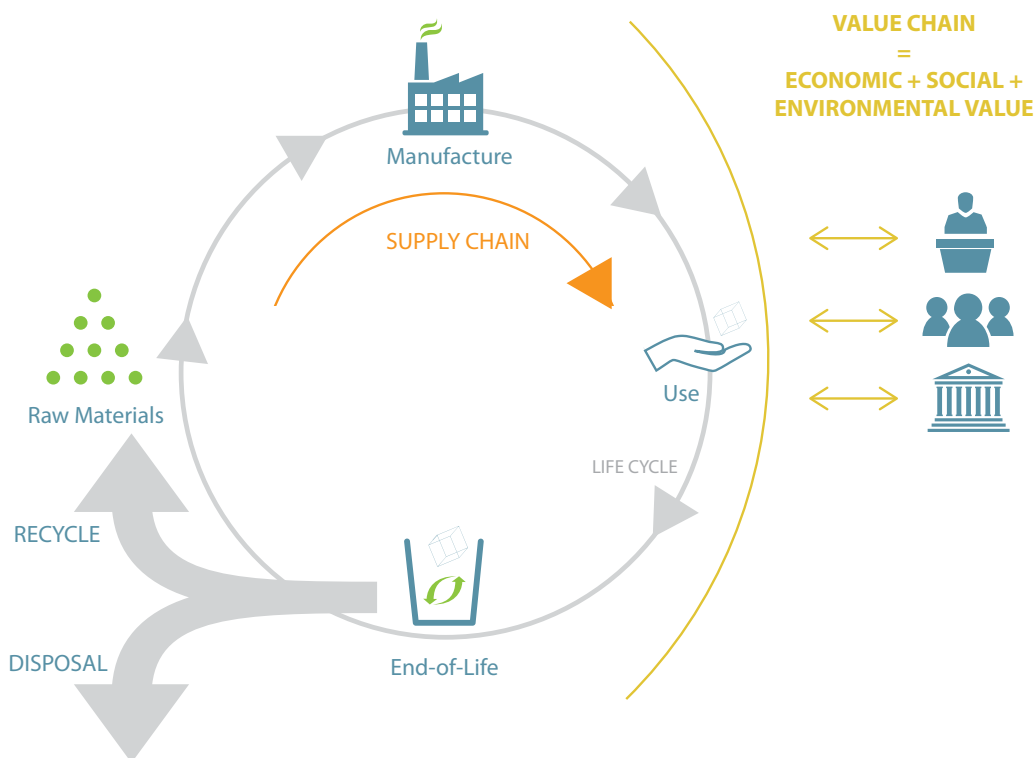 VALUE CHAIN
=
ECONOMIC + SOCIAL +
ENVIRONMENTAL VALUE
Manufacture
SUPPLY CHAIN
Raw Materials
Use
LIFE CYCLE
RECYCLE
DISPOSAL
End-of-Life